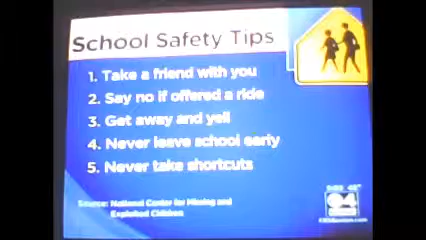 School Safety Tips
1. Take a friend with you
2. Say no if offered a ride
3. Get away and yell
4. Never leave school early
5. Never take shortcuts
Source: National Center for Missing and
Exploited Children
4